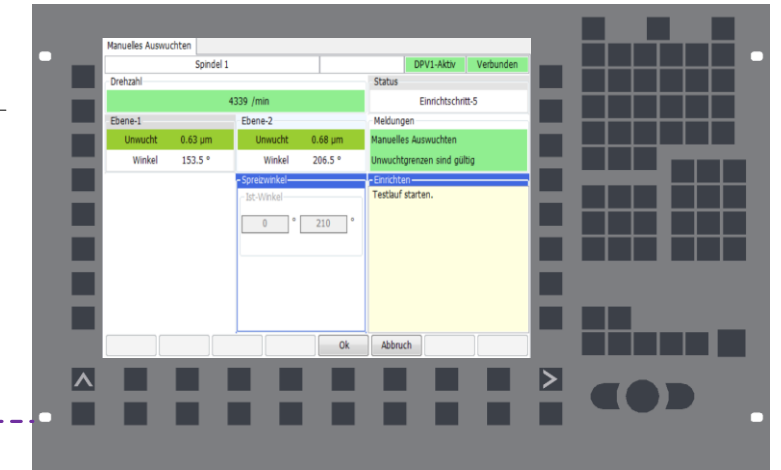 Manuelles Auswuchten
Spindel 1 DPV1-Aktiv Verbunden
Drehzahl Status
4339 /min Einrichtschritt-5
Ebene-1 Ebene-2 Meldungen
Unwucht 0.63 µm Unwucht 0.68 µm Manuelles Auswuchten
Winkel 153.5 ° Winkel 206.5 ° Unwuchtgrenzen sind gültig
Spreizwinkel Einrichten
Ist-Winkel Testlauf starten.
0 ° 210 °
Ok Abbruch